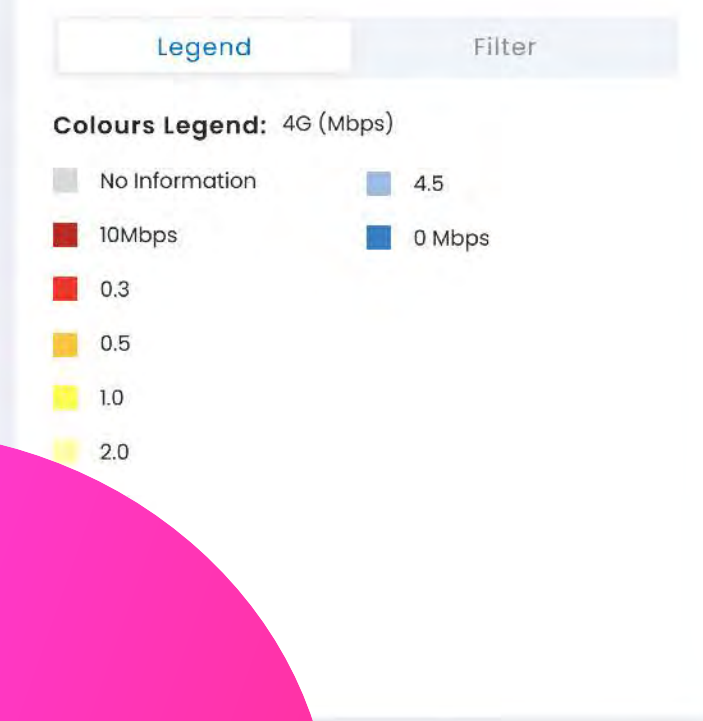 Legend Filter
Colours Legend: 4G (Mbps)
No Information
10Mbps
0.3
0.5
1.0
2.0
4.5
0 Mbps